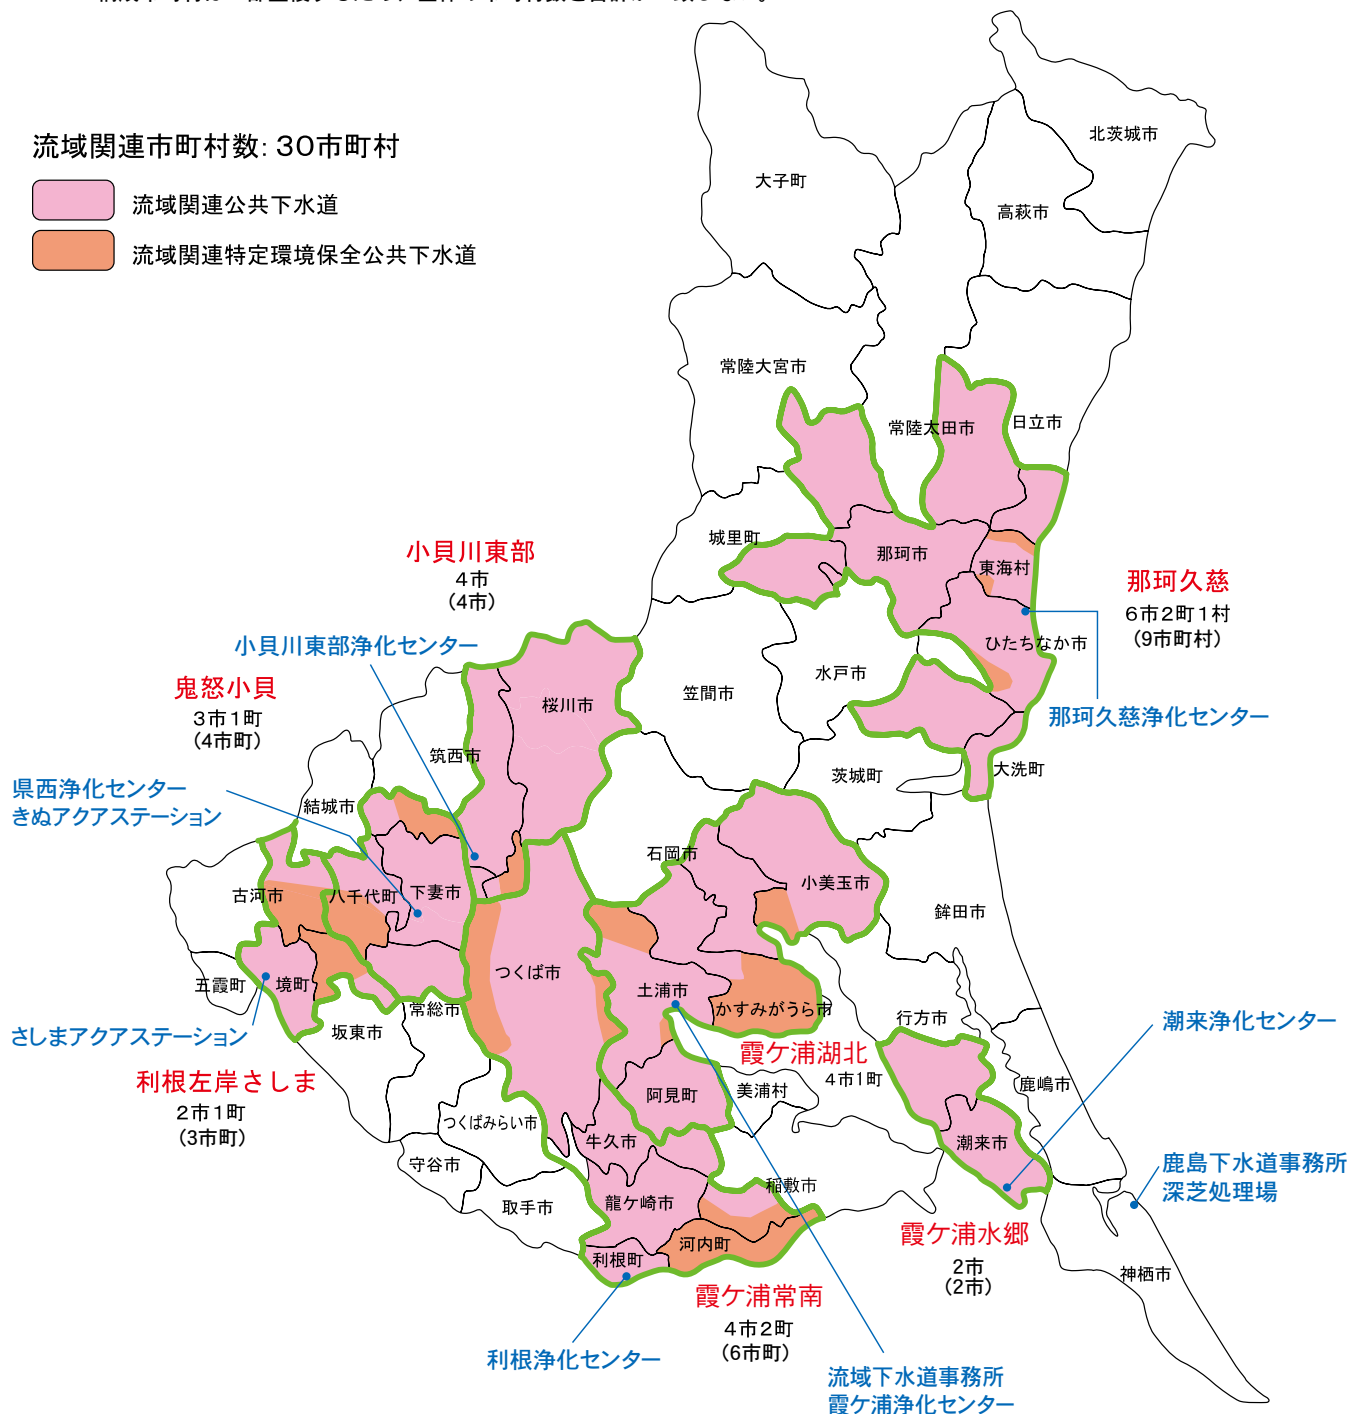 流域関連市町村数: 30市町村
流域関連公共下水道
流域関連特定環境保全公共下水道
北茨城市
大子町
高萩市
常陸大宮市
常陸太田市
日立市
城里町
那珂市
東海村
那珂久慈
6市2町1村
(9市町村)
小貝川東部
4市
(4市)
小貝川東部浄化センター
ひたちなか市
水戸市
鬼怒小貝
3市1町
(4市町)
笠間市
桜川市
那珂久慈浄化センター
筑西市
茨城町
大洗町
県西浄化センター
きぬアクアステーション
結城市
石岡市
小美玉市
古河市
八千代町
下妻市
鉾田市
つくば市
五霞町
境町
土浦市
かすみがうら市
常総市
坂東市
行方市
潮来浄化センター
さしまアクアステーション
霞ケ浦湖北
4市1町
利根左岸さしま
2市1町
(3市町)
美浦村
阿見町
鹿嶋市
つくばみらい市
牛久市
潮来市
守谷市
鹿島下水道事務所
深芝処理場
稲敷市
取手市
龍ケ崎市
霞ケ浦水郷
2市
(2市)
河内町
利根町
神栖市
霞ケ浦常南
4市2町
(6市町)
利根浄化センター
流域下水道事務所
霞ケ浦浄化センター